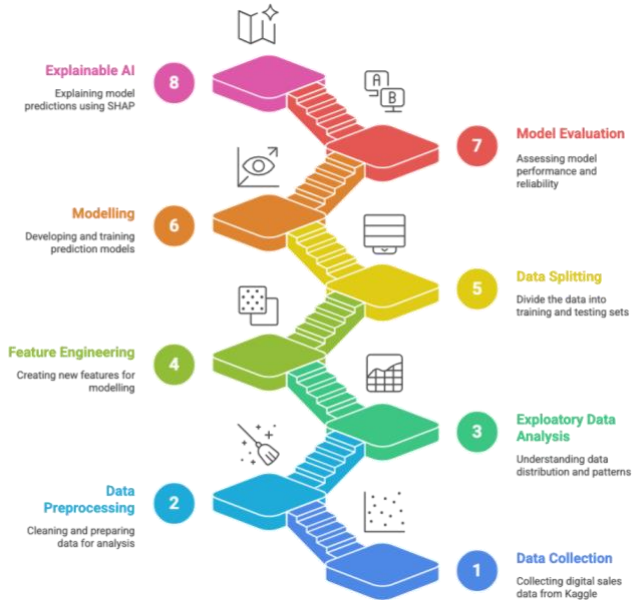 Explainable AI
8
Explaining model
predictions using SHAP
A
B
7
Model Evaluation
Assessing model
performance and
reliability
Modelling
6
Developing and training
prediction models
5
Data Splitting
Divide the data into
training and testing sets
Feature Engineering
4
Creating new features for
modelling
3
Exploatory Data
Analysis
Understanding data
distribution and patterns
Data
Preprocessing
2
Cleaning and preparing
data for analysis
1
Data Collection
Collecting digital sales
data from Kaggle